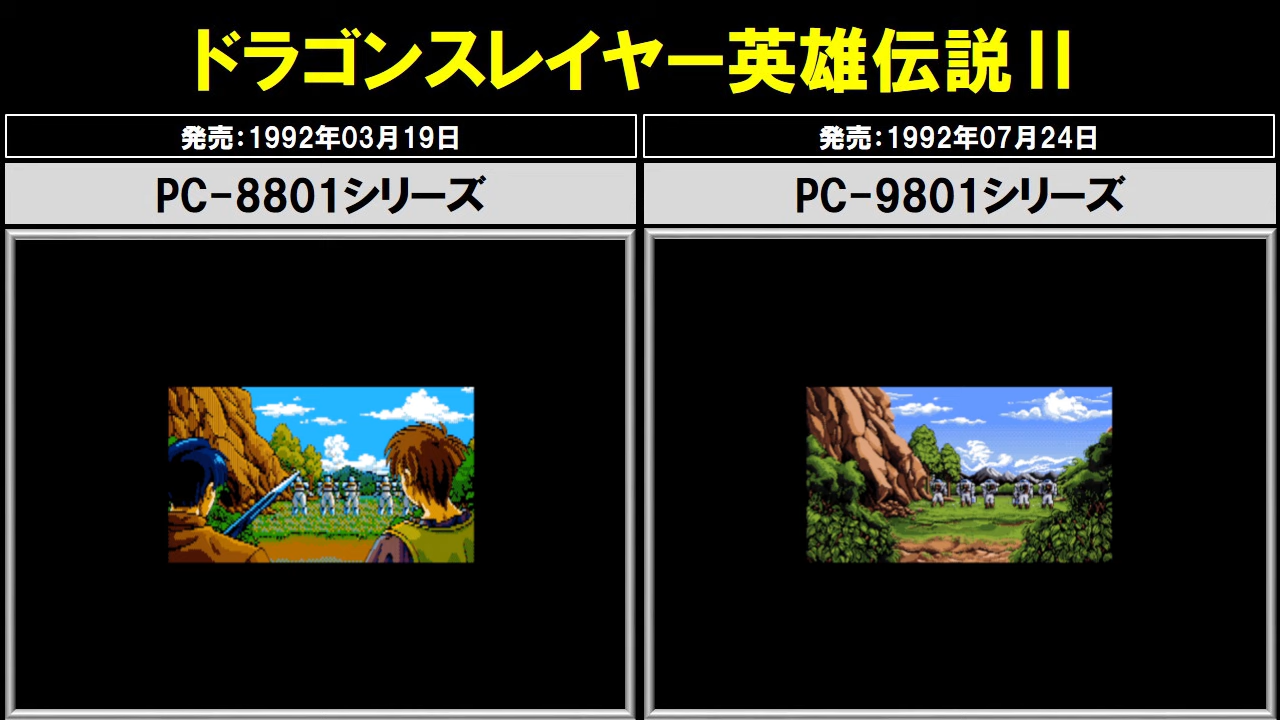 ドラゴンスレイヤー英雄伝説Ⅱ
発売:1992年03月19日
発売:1992年07月24日
PC-8801シリーズ
PC-9801シリーズ